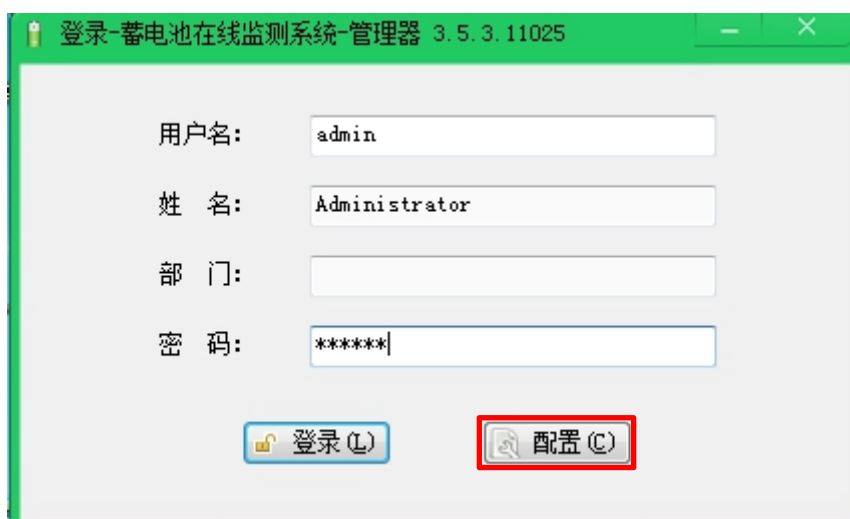 登录-蓄电池在线监测系统-管理器 3.5.3.11025
用户名: admin
姓 名: Administrator
部 门:
密 码: ******
登录(L) 配置(C)